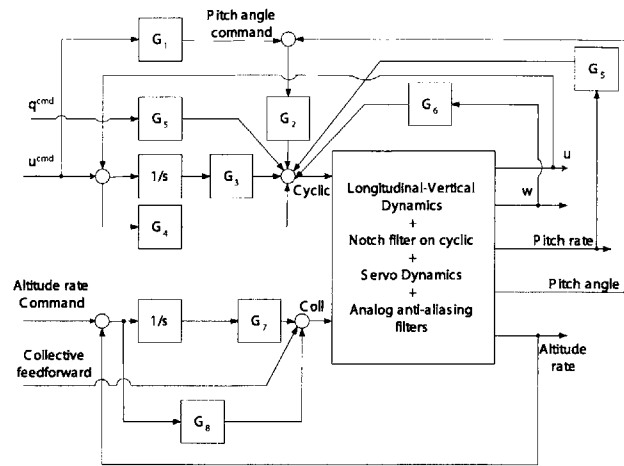 Pitch angle
command
G1
G5
qcmd
G5
G2
G6
ucmd
1/s
G3
Cyclic
G4
u
w
Longitudinal-Vertical
Dynamics
+
Notch filter on cyclic
+
Servo Dynamics
+
Analog anti-aliasing
filters
Pitch rate
Pitch angle
Altitude
rate
Altitude rate
Command
1/s
G7
Coll
Collective
feedforward
G8